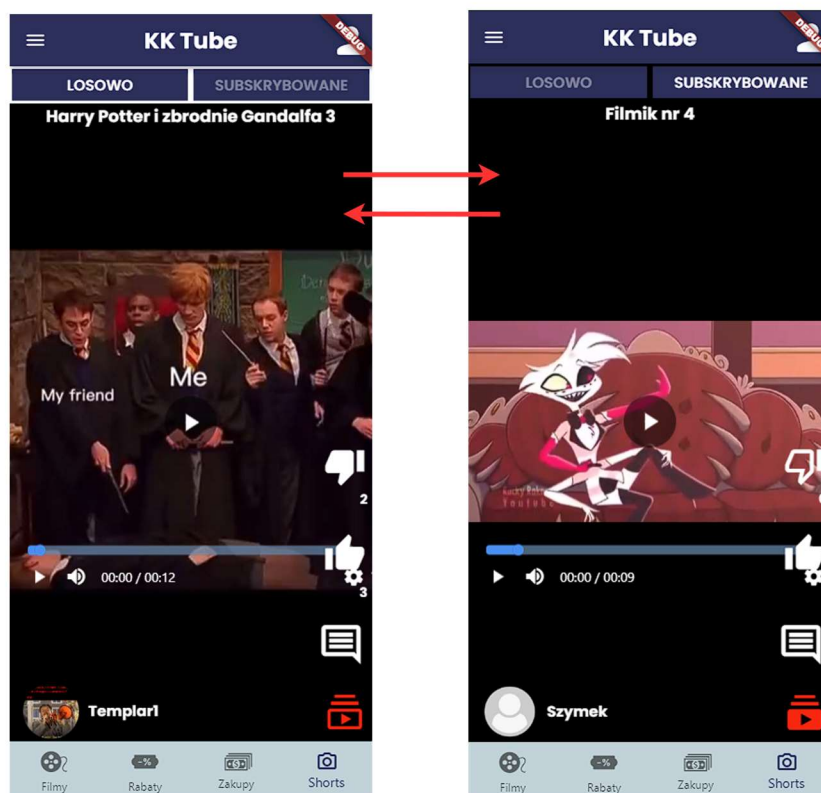 KK Tube
DEBUG
LOSOWO
SUBSKRYBOWANE
Harry Potter i zbrodnie Gandalfa 3
My friend
Me
2
00:00 / 00:12
3
Templar1
Filmy
-%
Rabaty
Zakupy
Shorts
KK Tube
DEBUG
LOSOWO
SUBSKRYBOWANE
Filmik nr 4
Youtube
00:00 / 00:09
Szymek
Filmy
-%
Rabaty
Zakupy
Shorts